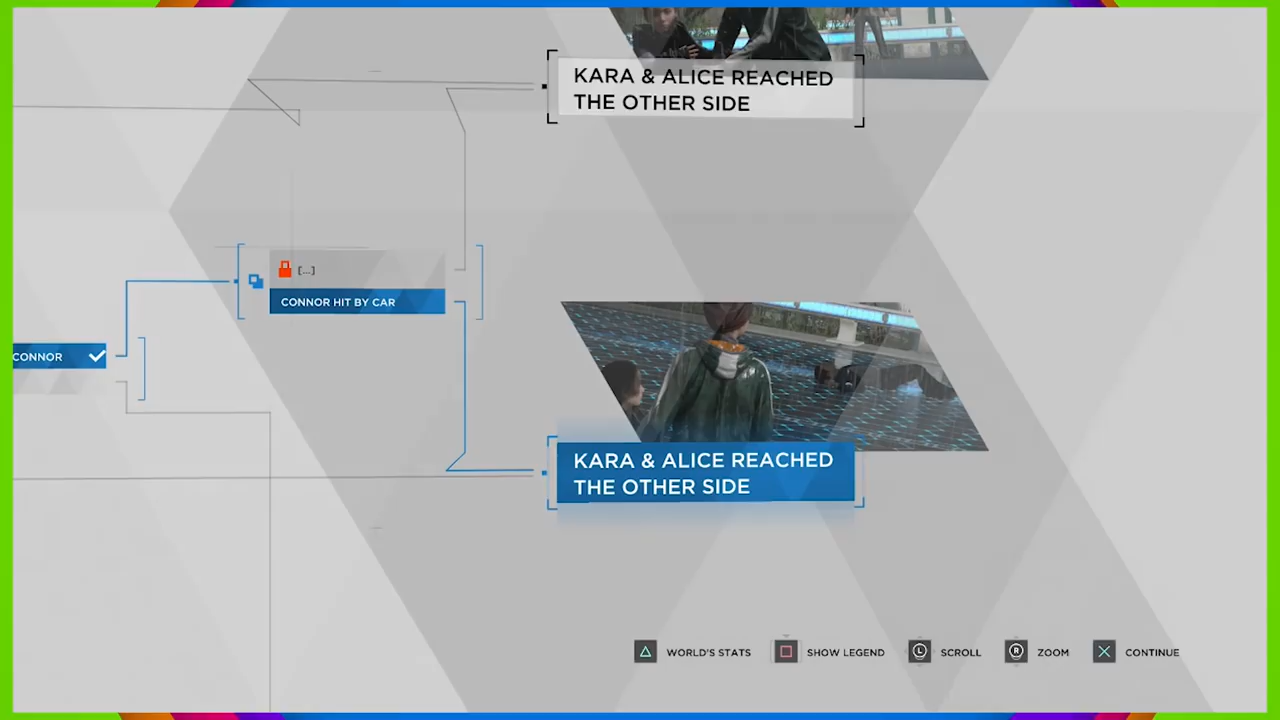 KARA & ALICE REACHED
THE OTHER SIDE
[...]
CONNOR HIT BY CAR
CONNOR
KARA & ALICE REACHED
THE OTHER SIDE
WORLD'S STATS
SHOW LEGEND
L
SCROLL
R
ZOOM
CONTINUE